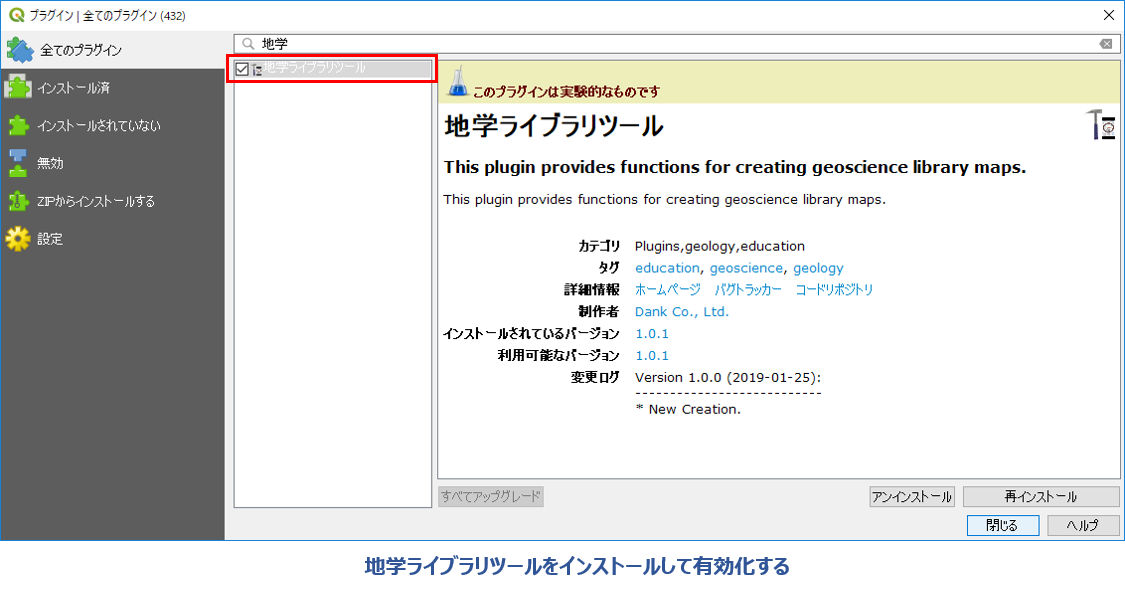 プラグイン | 全てのプラグイン (432)
全てのプラグイン
インストール済
インストールされていない
無効
ZIPからインストールする
設定
地学
地学ライブラリツール
このプラグインは実験的なものです
地学ライブラリツール
This plugin provides functions for creating geoscience library maps.
This plugin provides functions for creating geoscience library maps.
カテゴリ Plugins,geology,education
タグ education, geoscience, geology
詳細情報 ホームページ バグトラッカー コードリポジトリ
制作者 Dank Co., Ltd.
インストールされているバージョン 1.0.1
利用可能なバージョン 1.0.1
変更ログ Version 1.0.0 (2019-01-25):
---------------------------
* New Creation.
すべてアップグレード アンインストール 再インストール
閉じる ヘルプ
地学ライブラリツールをインストールして有効化する